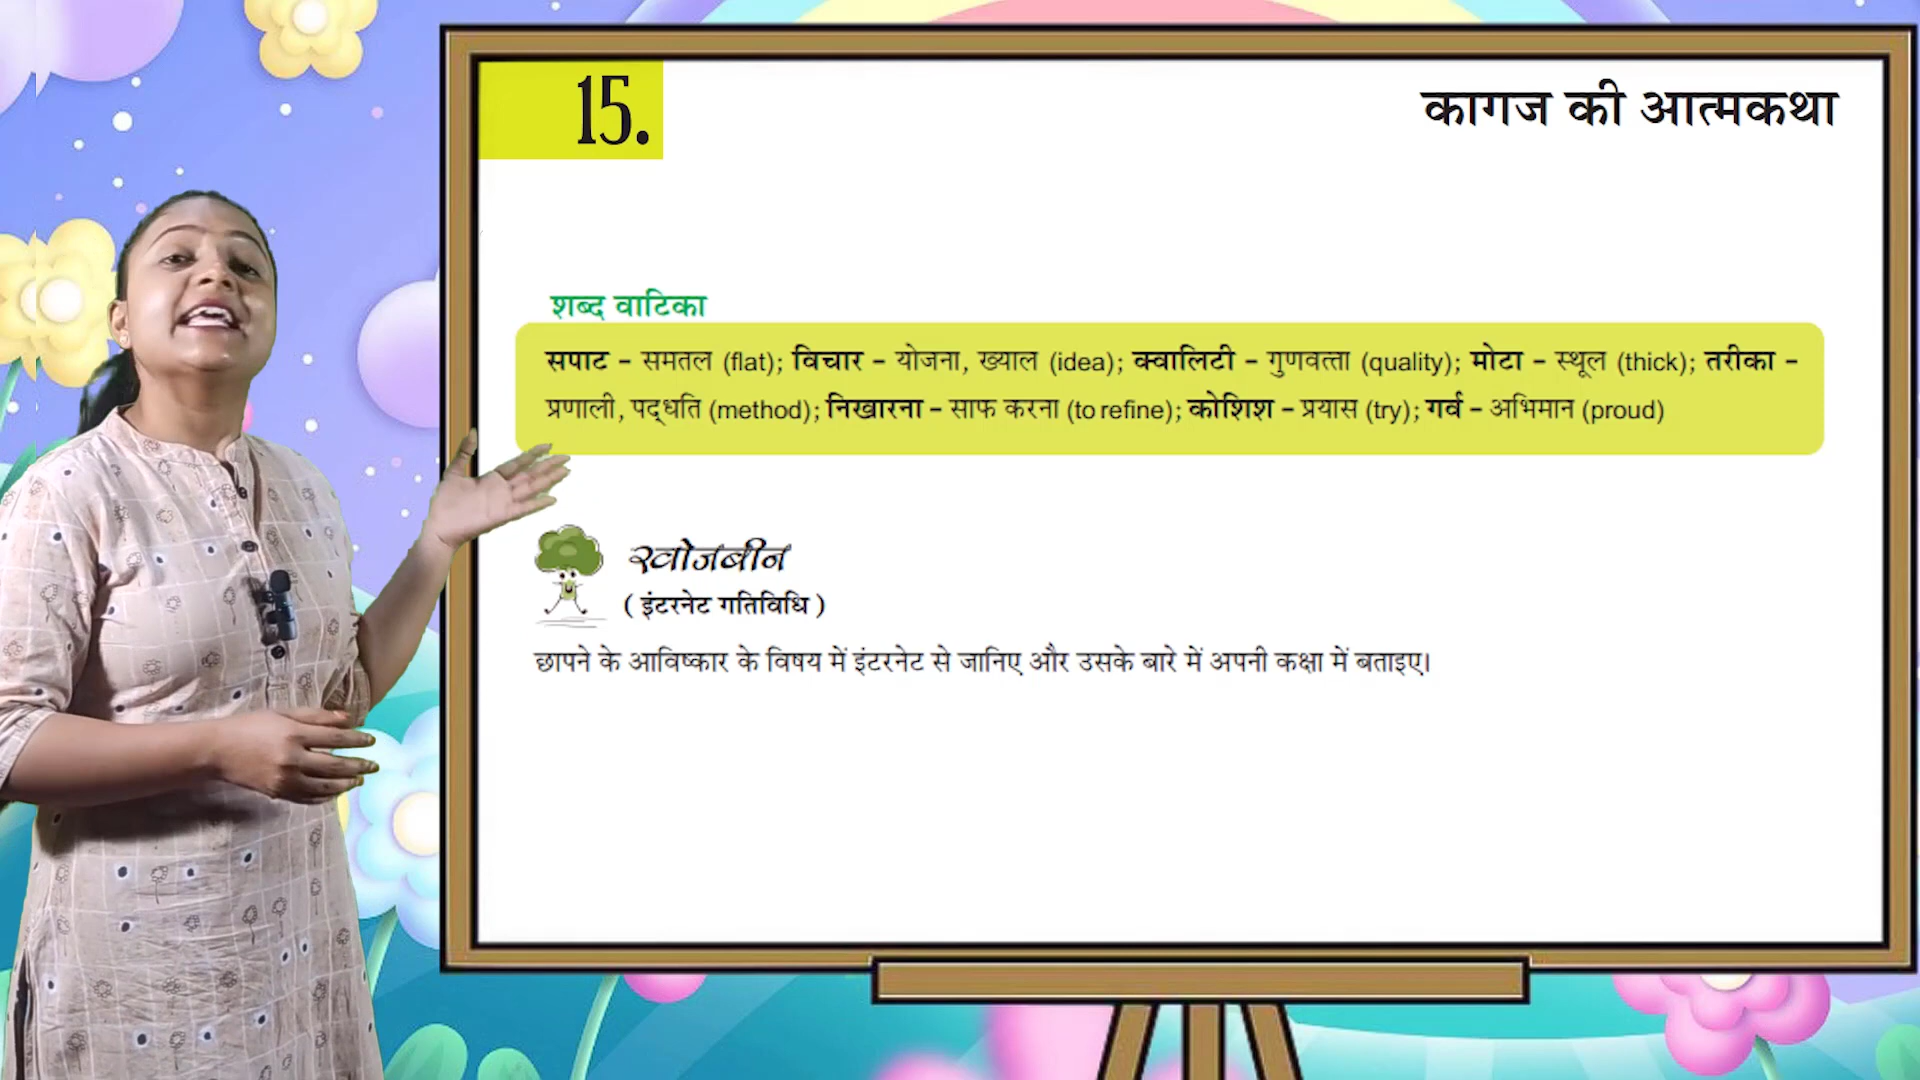 15.
कागज की आत्मकथा
शब्द वाटिका
सपाट – समतल (flat); विचार – योजना, ख्याल (idea); क्वालिटी – गुणवत्ता (quality); मोटा – स्थूल (thick); तरीका –
प्रणाली, पद्धति (method); निखारना – साफ करना (to refine); कोशिश – प्रयास (try); गर्व – अभिमान (proud)
खोजबीन
( इंटरनेट गतिविधि )
छापने के आविष्कार के विषय में इंटरनेट से जानिए और उसके बारे में अपनी कक्षा में बताइए।